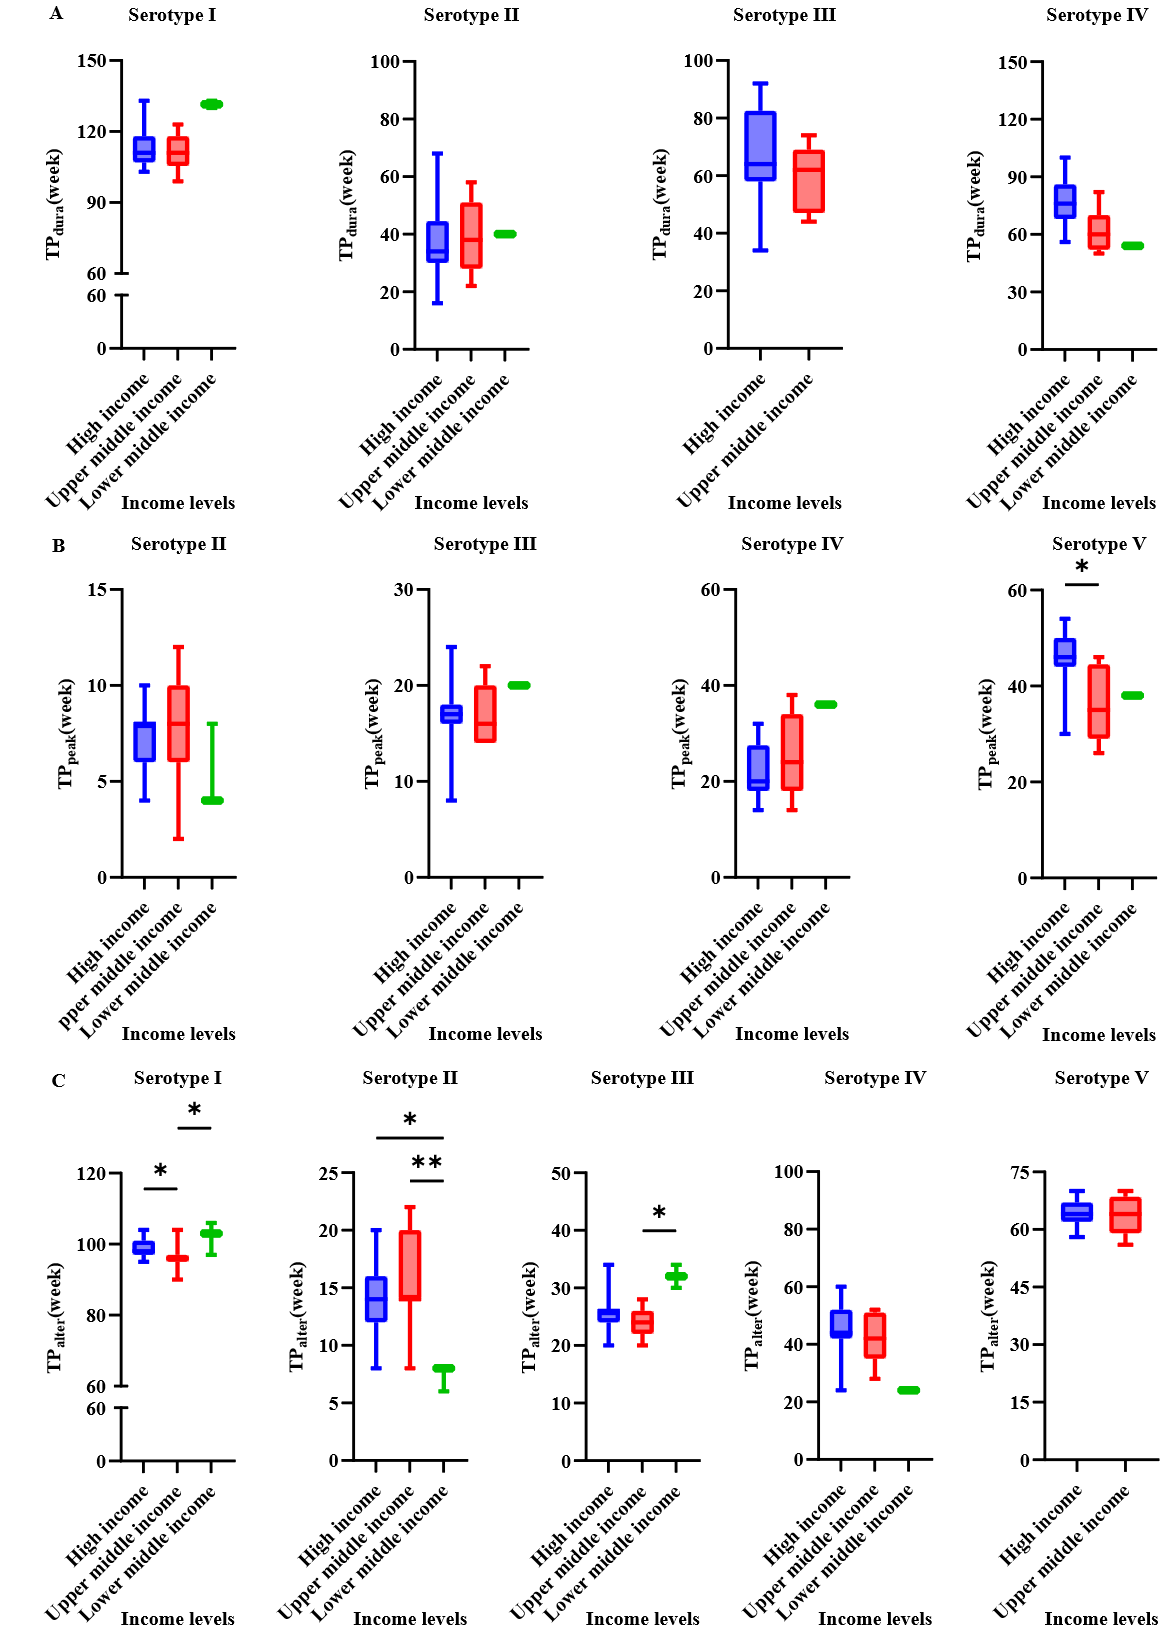 A
Serotype I
Serotype II
Serotype III
Serotype IV
TPdura(week)
150
120
90
60
60
0
High income
Upper middle income
Lower middle income
Income levels
TPdura(week)
100
80
60
40
20
0
High income
Upper middle income
Lower middle income
Income levels
TPdura(week)
100
80
60
40
20
0
High income
Upper middle income
Income levels
TPdura(week)
150
120
90
60
30
0
High income
Upper middle income
Lower middle income
Income levels
B
Serotype II
Serotype III
Serotype IV
Serotype V
TPpeak(week)
15
10
5
0
High income
pper middle income
Lower middle income
Income levels
TPpeak(week)
30
20
10
0
High income
Upper middle income
Lower middle income
Income levels
TPpeak(week)
60
40
20
0
High income
Upper middle income
Lower middle income
Income levels
*
TPpeak(week)
60
40
20
0
High income
Upper middle income
Lower middle income
Income levels
C
Serotype I
Serotype II
Serotype III
Serotype IV
Serotype V
*
*
TPalter(week)
120
100
80
60
60
0
High income
Upper middle income
Lower middle income
Income levels
*
**
TPalter(week)
25
20
15
10
5
0
High income
Upper middle income
Lower middle income
Income levels
*
TPalter(week)
50
40
30
20
10
0
High income
Upper middle income
Lower middle income
Income levels
TPalter(week)
100
80
60
40
20
0
High income
Upper middle income
Lower middle income
Income levels
TPalter(week)
75
60
45
30
15
0
High income
Upper middle income
Income levels